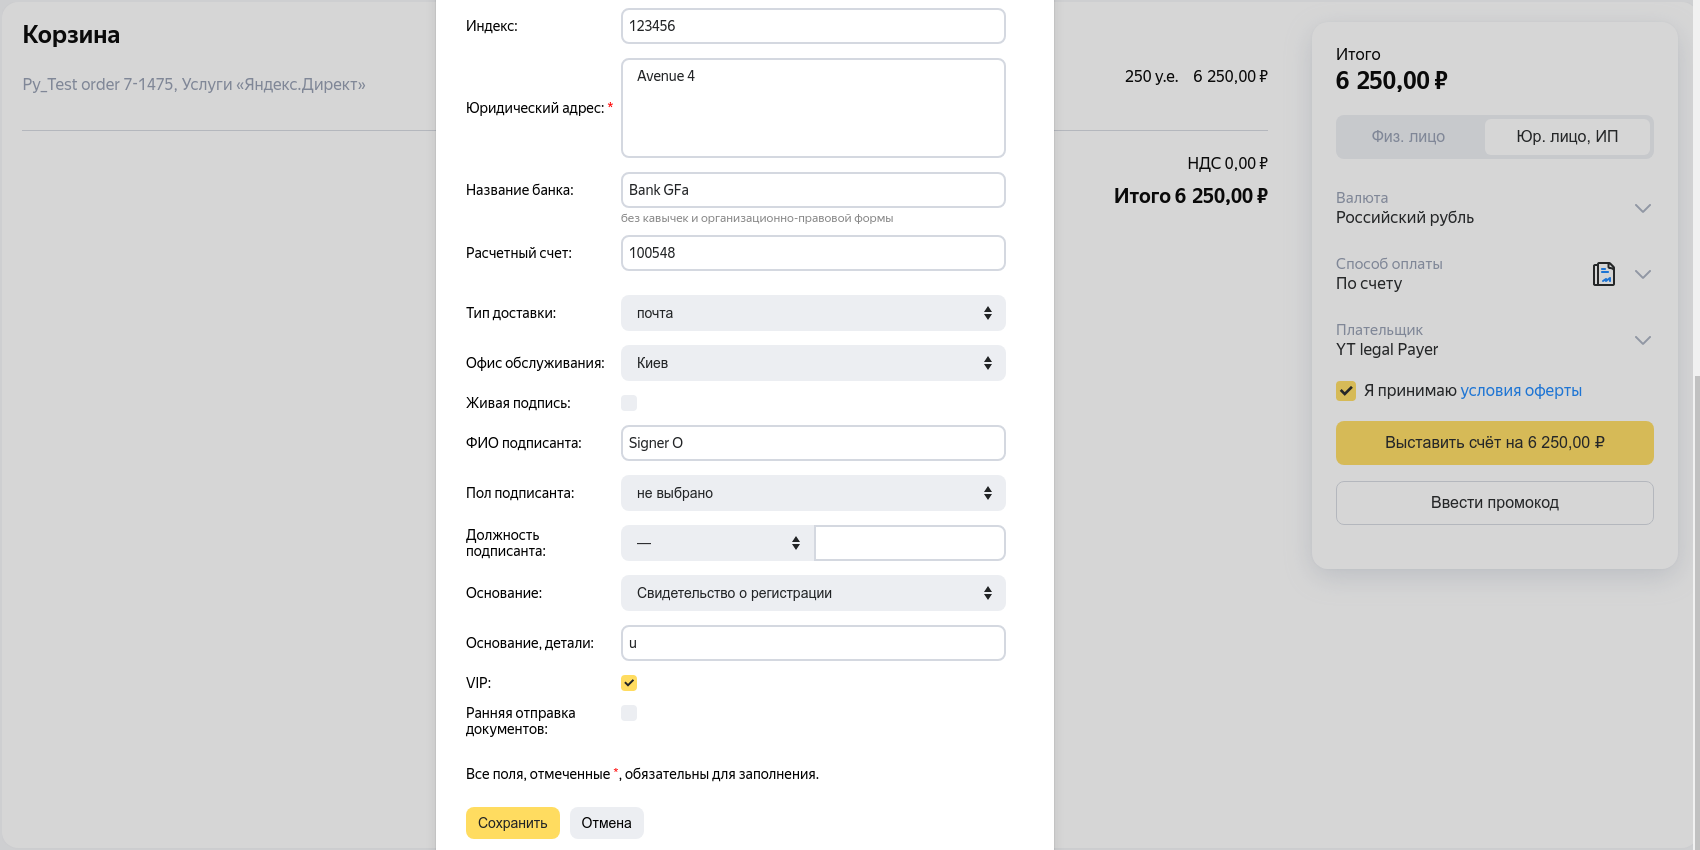 Корзина
Py_Test order 7-1475, Услуги «Яндекс.Директ»
Индекс:
123456
Юридический адрес: *
Avenue 4
Название банка:
Bank GFa
без кавычек и организационно-правовой формы
Расчетный счет:
100548
Тип доставки:
почта
Офис обслуживания:
Киев
Живая подпись:
ФИО подписанта:
Signer O
Пол подписанта:
не выбрано
Должность
подписанта:
—
Основание:
Свидетельство о регистрации
Основание, детали:
u
VIP:
Ранняя отправка
документов:
Все поля, отмеченные *, обязательны для заполнения.
Сохранить
Отмена
250 у.е. 6 250,00 ₽
НДС 0,00 ₽
Итого 6 250,00 ₽
Итого
6 250,00 ₽
Физ. лицо
Юр. лицо, ИП
Валюта
Российский рубль
Способ оплаты
По счету
Плательщик
YT legal Payer
Я принимаю условия оферты
Выставить счёт на 6 250,00 ₽
Ввести промокод